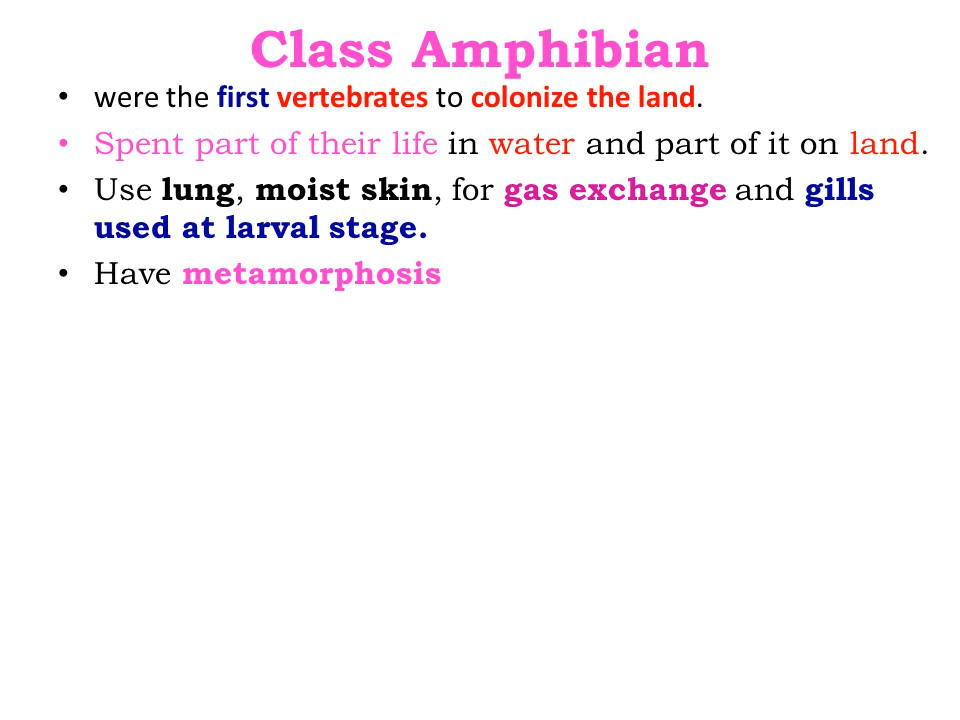 Class Amphibian
• were the first vertebrates to colonize the land.
• Spent part of their life in water and part of it on land.
• Use lung, moist skin, for gas exchange and gills
used at larval stage.
• Have metamorphosis